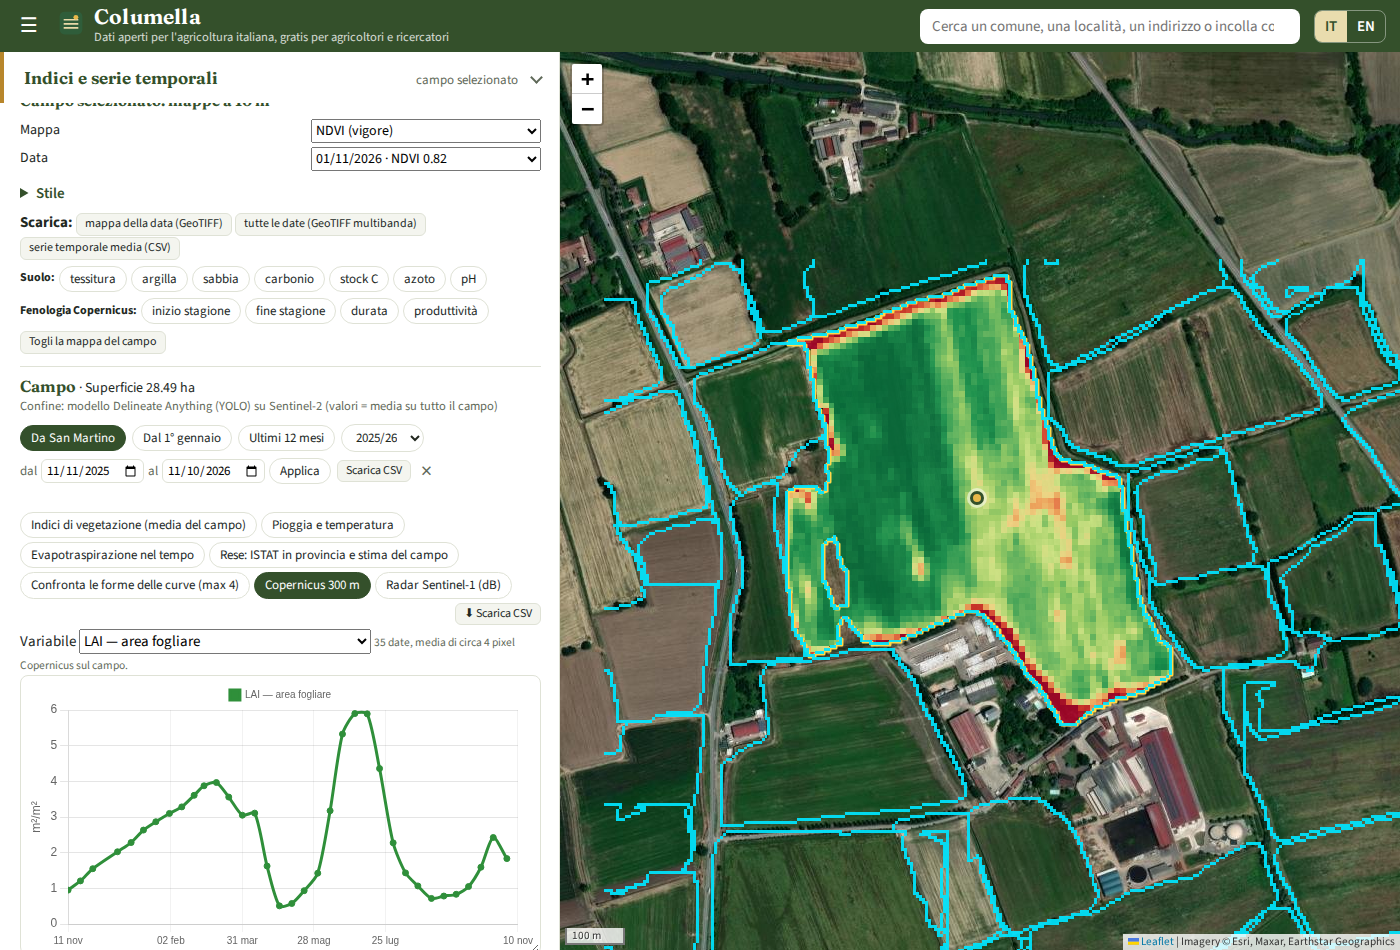 ☰ Columella
Dati aperti per l'agricoltura italiana, gratis per agricoltori e ricercatori
Cerca un comune, una località, un indirizzo o incolla cc
IT EN
Indici e serie temporali
campo selezionato
Campo selezionato: mappe a 10 m
Mappa
NDVI (vigore)
Data
01/11/2026 · NDVI 0.82
▶ Stile
Scarica: mappa della data (GeoTIFF) tutte le date (GeoTIFF multibanda)
serie temporale media (CSV)
Suolo: tessitura argilla sabbia carbonio stock C azoto pH
Fenologia Copernicus: inizio stagione fine stagione durata produttività
Togli la mappa del campo
Campo · Superficie 28.49 ha
Confine: modello Delineate Anything (YOLO) su Sentinel-2 (valori = media su tutto il campo)
Da San Martino Dal 1° gennaio Ultimi 12 mesi 2025/26
dal 11/11/2025 al 11/10/2026 Applica Scarica CSV ✕
Indici di vegetazione (media del campo) Pioggia e temperatura
Evapotraspirazione nel tempo Rese: ISTAT in provincia e stima del campo
Confronta le forme delle curve (max 4) Copernicus 300 m Radar Sentinel-1 (dB)
⬇ Scarica CSV
Variabile LAI — area fogliare 35 date, media di circa 4 pixel
Copernicus sul campo.
LAI — area fogliare
6
5
4
3
2
1
0
m²/m²
11 nov 02 feb 31 mar 28 mag 25 lug 10 nov
+
−
100 m
Leaflet | Imagery © Esri, Maxar, Earthstar Geographics